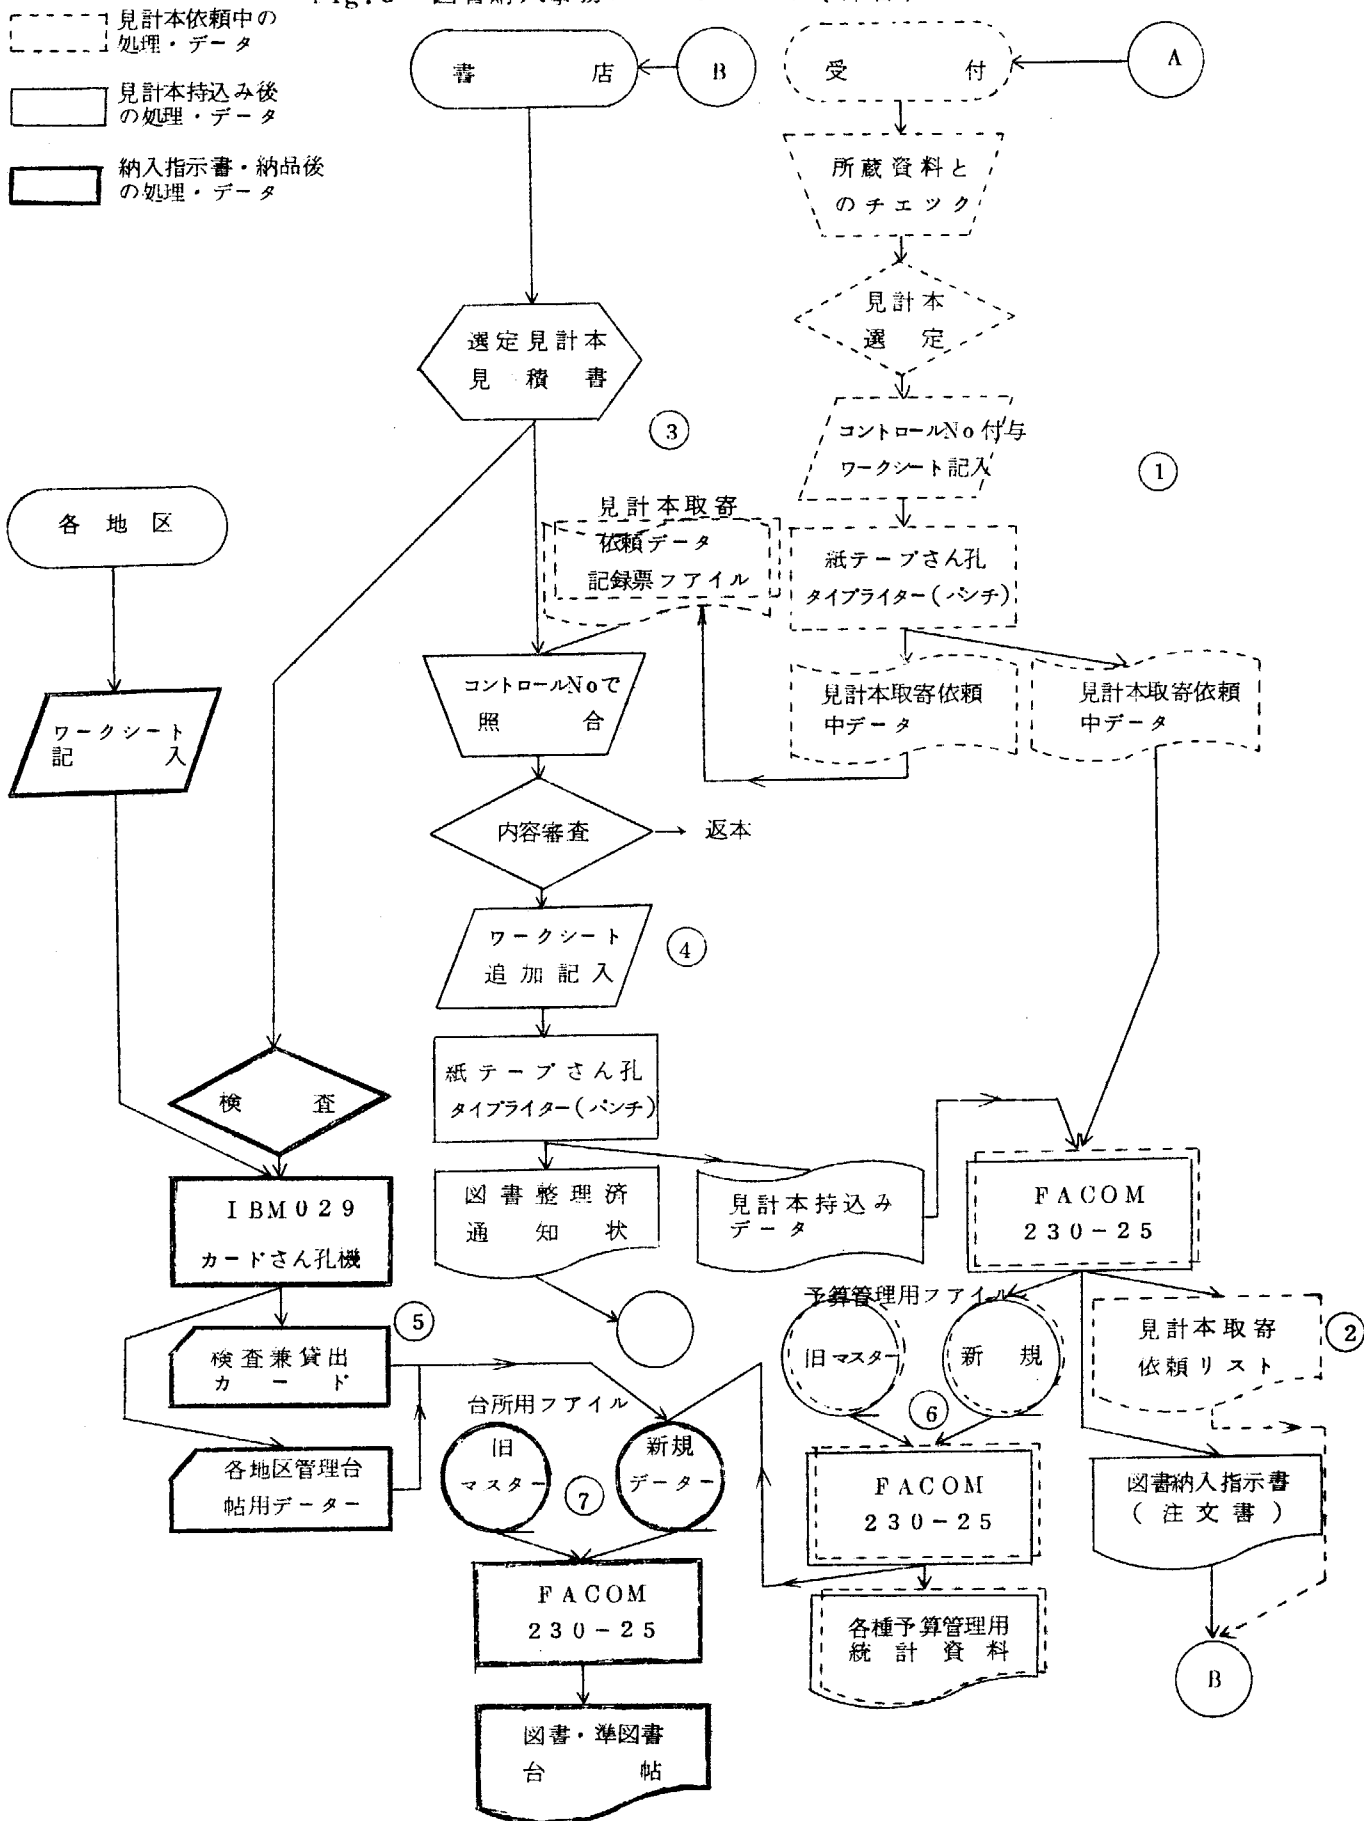 見計本依頼中の
処理・データ
見計本持込み後
の処理・データ
納入指示書・納品後
の処理・データ
書店
B
受付
A
所蔵資料と
のチェック
見計本
選定
選定見計本
見積書
③
コントロールNo付与
ワークシート記入
①
各地区
見計本取寄
依頼データ
記録票フアイル
紙テープさん孔
タイプライター(パンチ)
コントロールNoで
照合
見計本取寄依頼
中データ
見計本取寄依頼
中データ
ワークシート
記入
内容審査
返本
ワークシート
追加記入
④
検査
紙テープさん孔
タイプライター(パンチ)
IBM029
カードさん孔機
図書整理済
通知状
見計本持込み
データ
FACOM
230-25
予算管理用フアイル
旧マスター
新規
見計本取寄
依頼リスト
②
⑤
検査兼貸出
カード
台所用フアイル
⑥
旧
マスター
新規
データー
⑦
各地区管理台
帖用データー
FACOM
230-25
図書納入指示書
(注文書)
FACOM
230-25
各種予算管理用
統計資料
B
図書・準図書
台帖